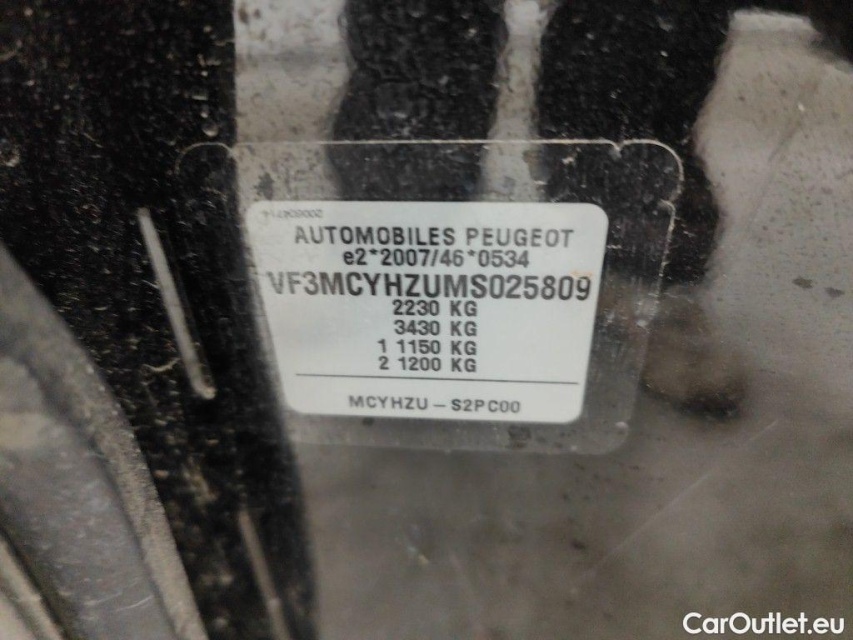 AUTOMOBILES PEUGEOT
e2*2007/46*0534
VF3MCYHZUMS025809
2230 KG
3430 KG
1 1150 KG
2 1200 KG
MCYHZU – S2PC00
CarOutlet.eu